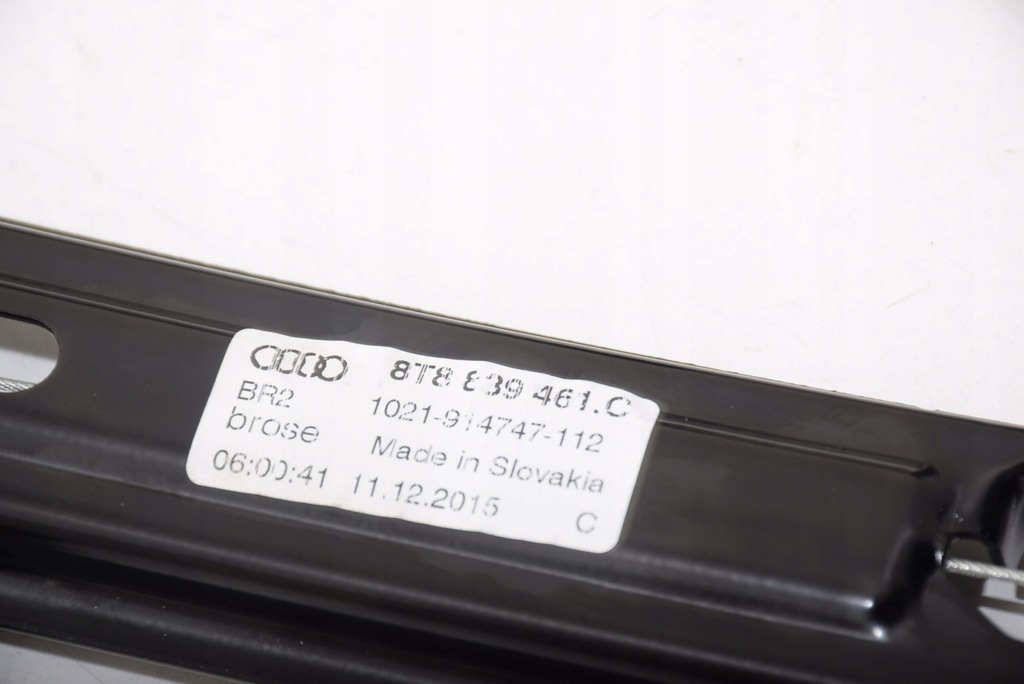 8T8 839 461.C
BR2 1021-914747-112
brose Made in Slovakia
06:00:41 11.12.2015 C